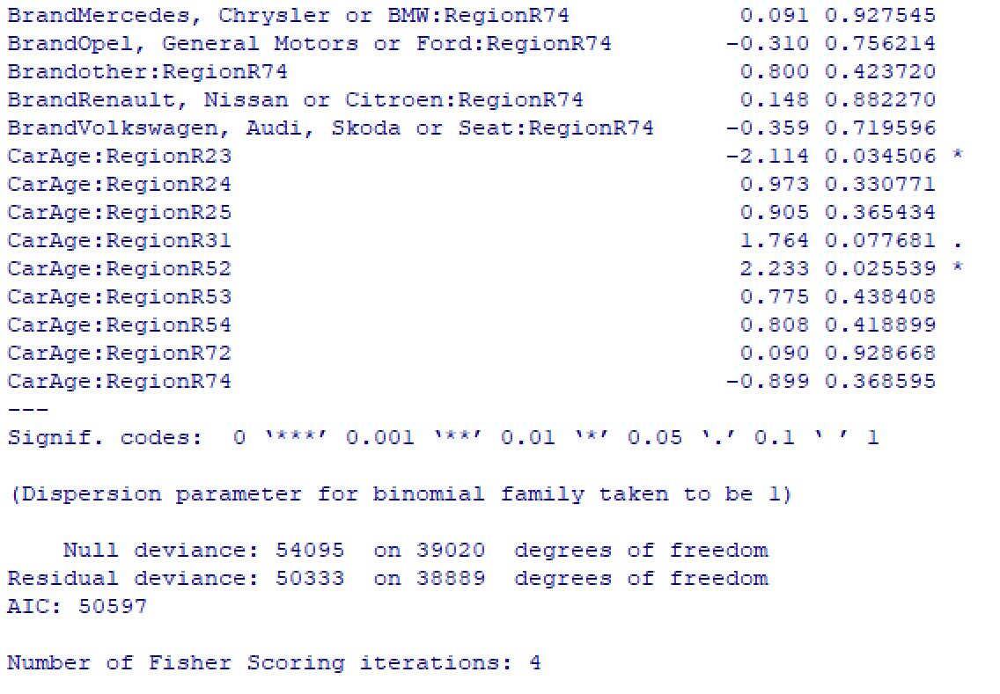 BrandMercedes, Chrysler or BMW:RegionR74 0.091 0.927545
BrandOpel, General Motors or Ford:RegionR74 -0.310 0.756214
Brandother:RegionR74 0.800 0.423720
BrandRenault, Nissan or Citroen:RegionR74 0.148 0.882270
BrandVolkswagen, Audi, Skoda or Seat:RegionR74 -0.359 0.719596
CarAge:RegionR23 -2.114 0.034506 *
CarAge:RegionR24 0.973 0.330771
CarAge:RegionR25 0.905 0.365434
CarAge:RegionR31 1.764 0.077681 .
CarAge:RegionR52 2.233 0.025539 *
CarAge:RegionR53 0.775 0.438408
CarAge:RegionR54 0.808 0.418899
CarAge:RegionR72 0.090 0.928668
CarAge:RegionR74 -0.899 0.368595
---
Signif. codes: 0 ‘***’ 0.001 ‘**’ 0.01 ‘*’ 0.05 ‘.’ 0.1 ‘ ’ 1
(Dispersion parameter for binomial family taken to be 1)
Null deviance: 54095 on 39020 degrees of freedom
Residual deviance: 50333 on 38889 degrees of freedom
AIC: 50597
Number of Fisher Scoring iterations: 4